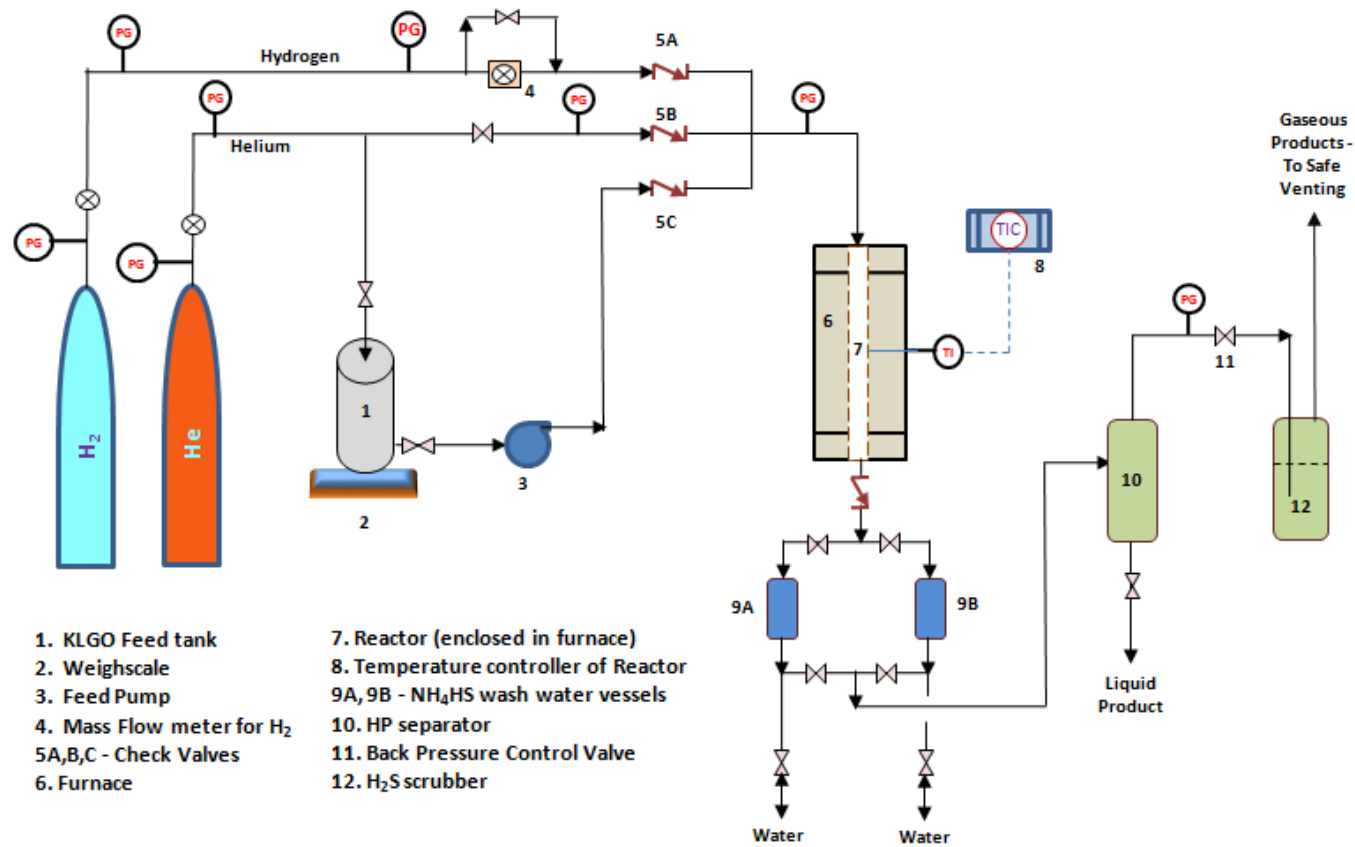 PG
PG
Hydrogen
4
5A
PG
Helium
PG
5B
PG
5C
Gaseous
Products -
To Safe
Venting
PG
PG
TIC
8
H₂
He
1
2
3
6
7
TI
PG
11
10
12
9A
9B
Liquid
Product
Water
Water
1. KLGO Feed tank
2. Weighscale
3. Feed Pump
4. Mass Flow meter for H₂
5A,B,C - Check Valves
6. Furnace
7. Reactor (enclosed in furnace)
8. Temperature controller of Reactor
9A, 9B - NH₄HS wash water vessels
10. HP separator
11. Back Pressure Control Valve
12. H₂S scrubber